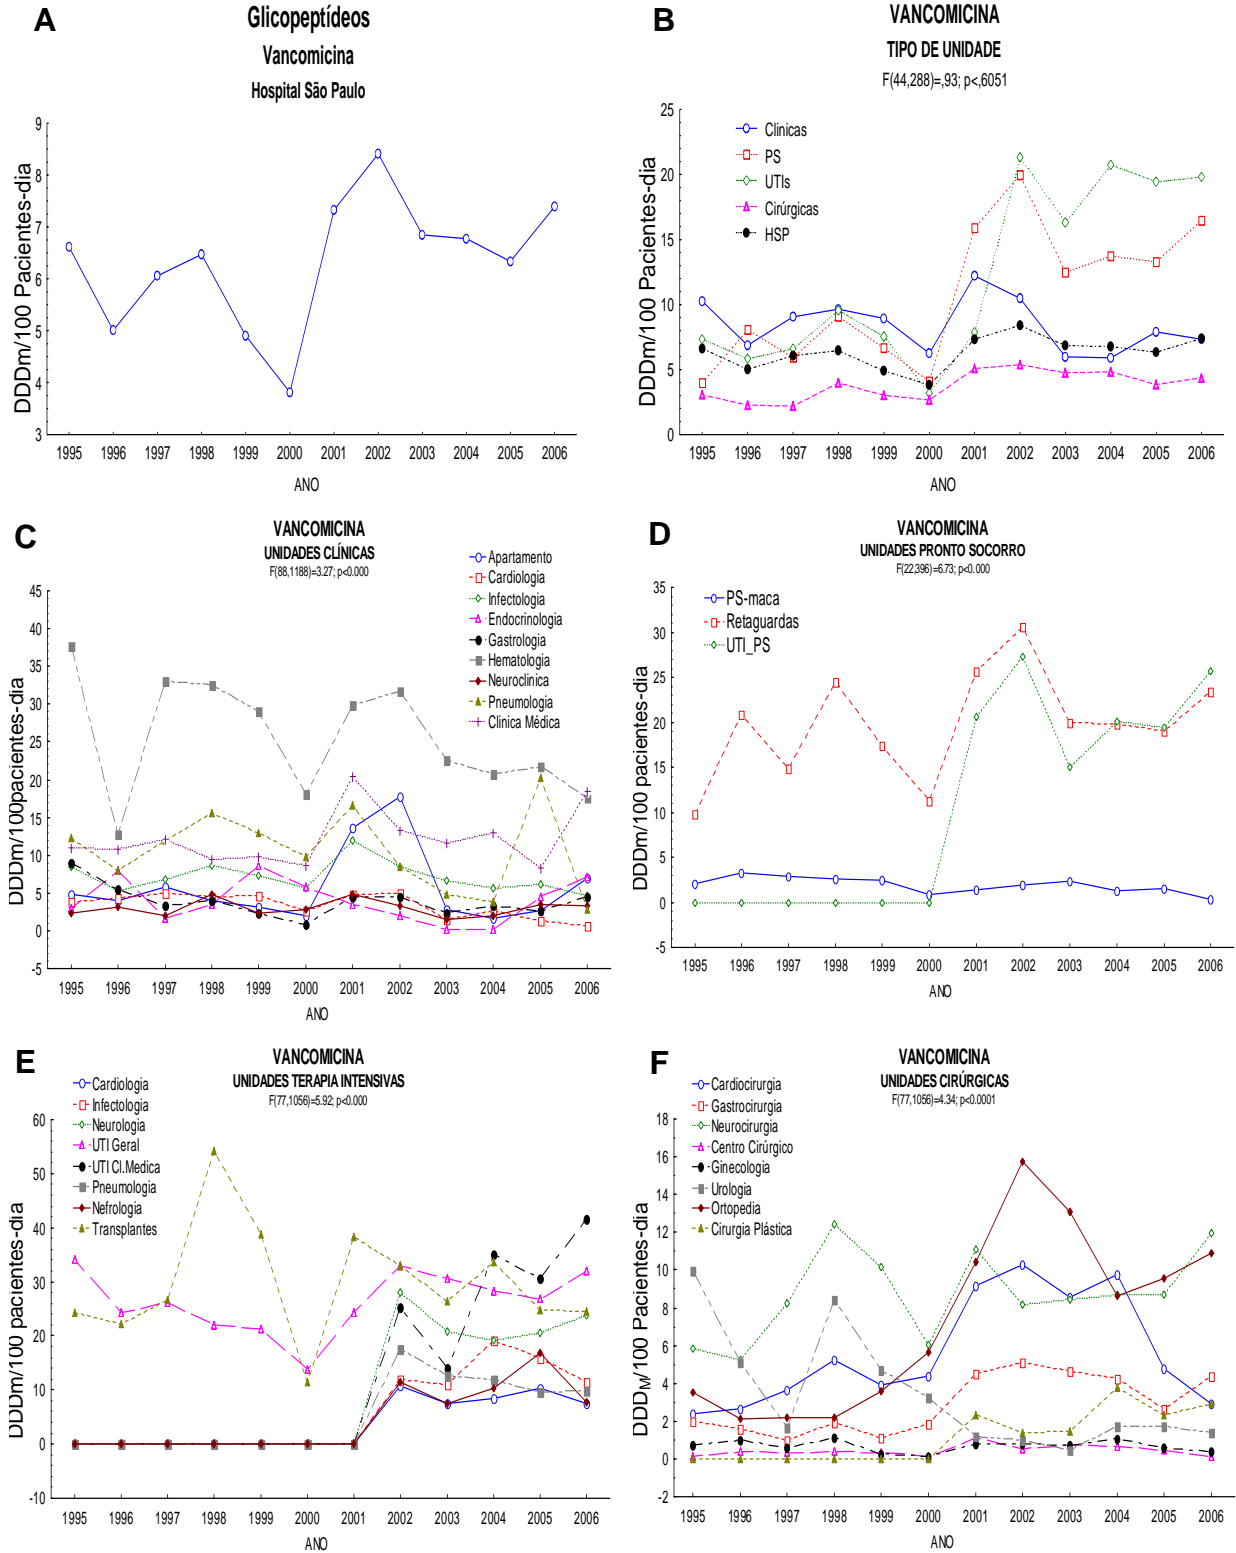 A
Glicopeptídeos
Vancomicina
Hospital São Paulo
DDDm/100 Pacientes-dia
9
8
7
6
5
4
3
1995 1996 1997 1998 1999 2000 2001 2002 2003 2004 2005 2006
ANO
B
VANCOMICINA
TIPO DE UNIDADE
F(44,288)=,93; p<,6051
Clinicas
PS
UTIs
Cirúrgicas
HSP
DDDm/100 Pacientes-dia
25
20
15
10
5
0
1995 1996 1997 1998 1999 2000 2001 2002 2003 2004 2005 2006
ANO
C
VANCOMICINA
UNIDADES CLÍNICAS
F(88,1188)=3.27; p<0.000
Apartamento
Cardiologia
Infectologia
Endocrinologia
Gastrologia
Hematologia
Neuroclinica
Pneumologia
Clinica Médica
DDDm/100pacientes-dia
45
40
35
30
25
20
15
10
5
0
-5
1995 1996 1997 1998 1999 2000 2001 2002 2003 2004 2005 2006
ANO
D
VANCOMICINA
UNIDADES PRONTO SOCORRO
F(22,396)=6.73; p<0.000
PS-maca
Retaguardas
UTI_PS
DDDm/100 pacientes-dia
35
30
25
20
15
10
5
0
-5
1995 1996 1997 1998 1999 2000 2001 2002 2003 2004 2005 2006
ANO
E
VANCOMICINA
UNIDADES TERAPIA INTENSIVAS
F(77,1056)=5.92; p<0.000
Cardiologia
Infectologia
Neurologia
UTI Geral
UTI Cl.Medica
Pneumologia
Nefrologia
Transplantes
DDDm/100 pacientes-dia
60
50
40
30
20
10
0
-10
1995 1996 1997 1998 1999 2000 2001 2002 2003 2004 2005 2006
ANO
F
VANCOMICINA
UNIDADES CIRÚRGICAS
F(77,1056)=4.34; p<0.0001
Cardiocirurgia
Gastrocirurgia
Neurocirurgia
Centro Cirúrgico
Ginecologia
Urologia
Ortopedia
Cirurgia Plástica
DDDM/100 Pacientes-dia
18
16
14
12
10
8
6
4
2
0
-2
1995 1996 1997 1998 1999 2000 2001 2002 2003 2004 2005 2006
ANO